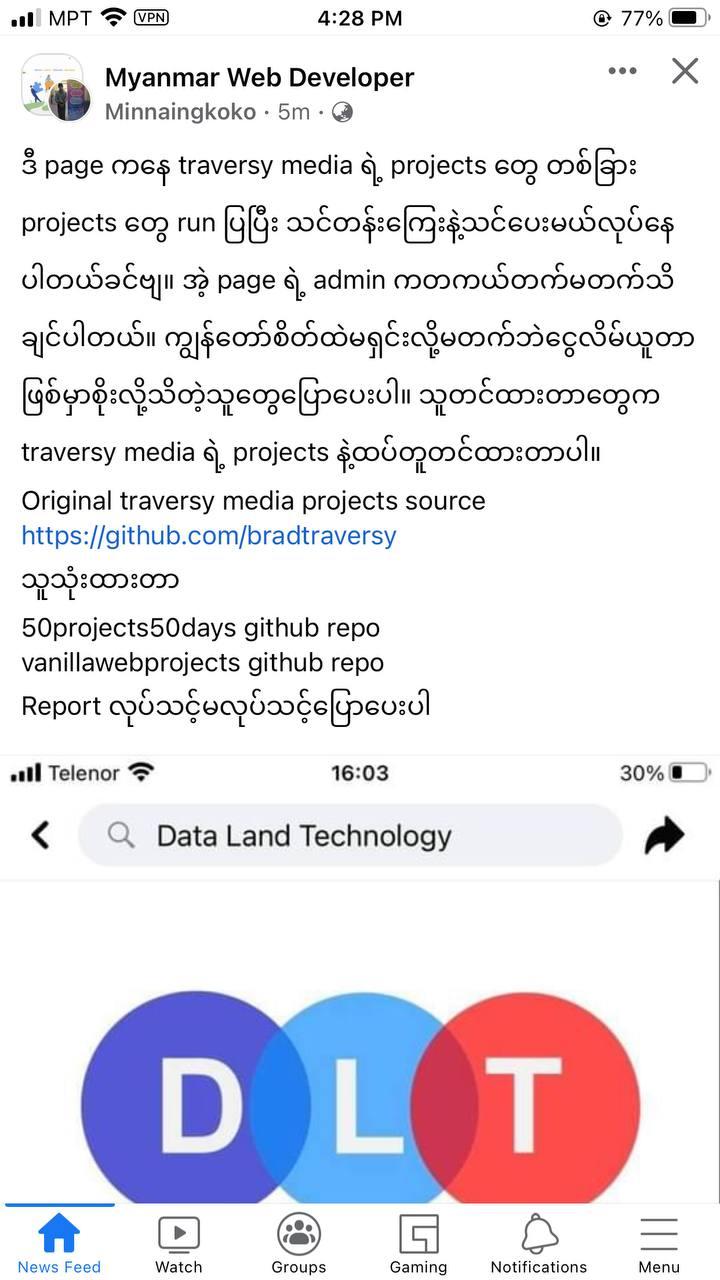 MPT VPN 4:28 PM 77%
Myanmar Web Developer
Minnaingkoko · 5m ·
ဒီ page ကနေ traversy media ရဲ့ projects တွေ တစ်ခြား
projects တွေ run ပြပြီး သင်တန်းကြေးနဲ့သင်ပေးမယ်လုပ်နေ
ပါတယ်ခင်ဗျ။ အဲ့ page ရဲ့ admin ကတကယ်တက်မတက်သိ
ချင်ပါတယ်။ ကျွန်တော်စိတ်ထဲမရှင်းလို့မတက်ဘဲငွေလိမ်ယူတာ
ဖြစ်မှာစိုးလို့သိတဲ့သူတွေပြောပေးပါ။ သူတင်ထားတာတွေက
traversy media ရဲ့ projects နဲ့ထပ်တူတင်ထားတာပါ။
Original traversy media projects source
https://github.com/bradtraversy
သူသုံးထားတာ
50projects50days github repo
vanillawebprojects github repo
Report လုပ်သင့်မလုပ်သင့်ပြောပေးပါ
Telenor 16:03 30%
Data Land Technology
D L T
News Feed Watch Groups Gaming Notifications Menu